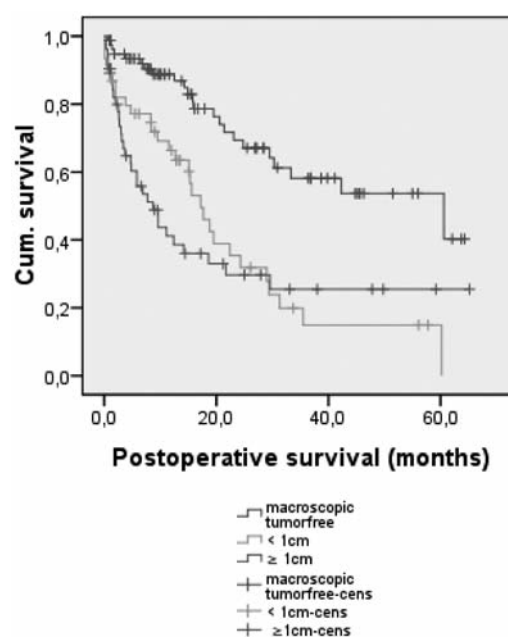 1,0
0,8
0,6
0,4
0,2
0,0
Cum. survival
0,0 20,0 40,0 60,0
Postoperative survival (months)
macroscopic
tumorfree
< 1cm
≥ 1cm
macroscopic
tumorfree-cens
< 1cm-cens
≥1cm-cens